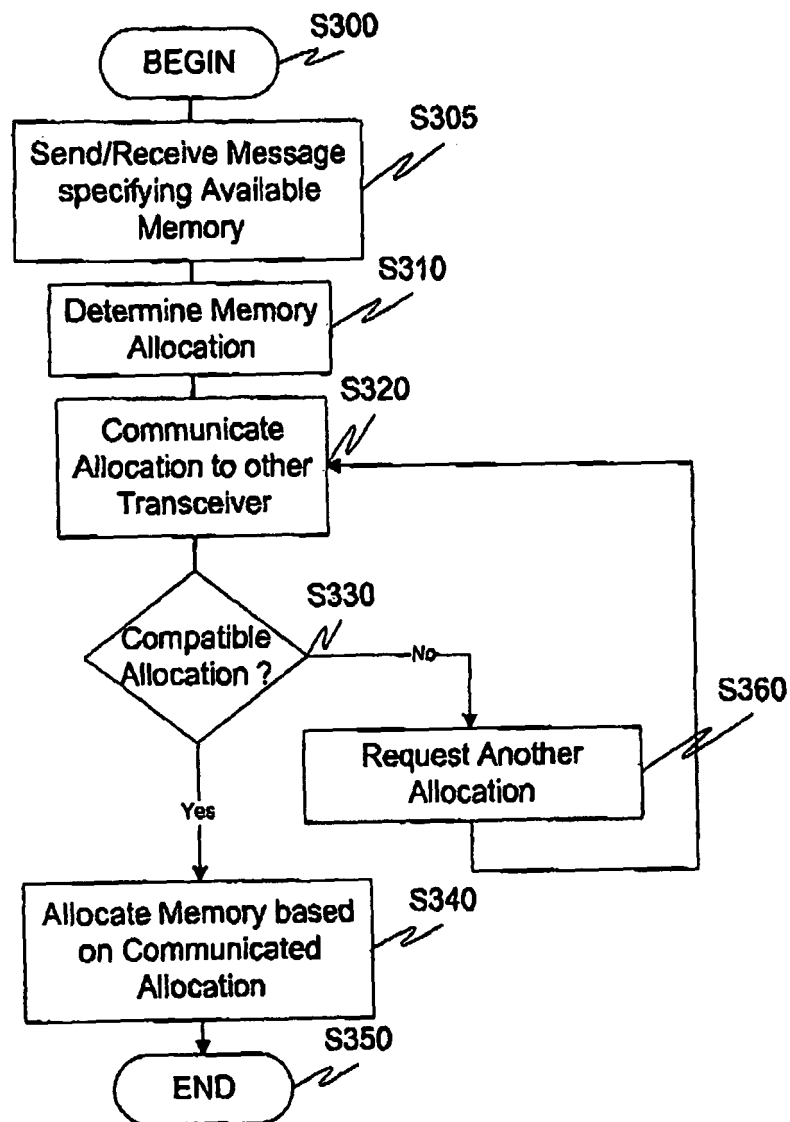 S300
BEGIN
S305
Send/Receive Message
specifying Available
Memory
S310
Determine Memory
Allocation
S320
Communicate
Allocation to other
Transceiver
S330
Compatible
Allocation ?
No
S360
Request Another
Allocation
Yes
S340
Allocate Memory based
on Communicated
Allocation
S350
END